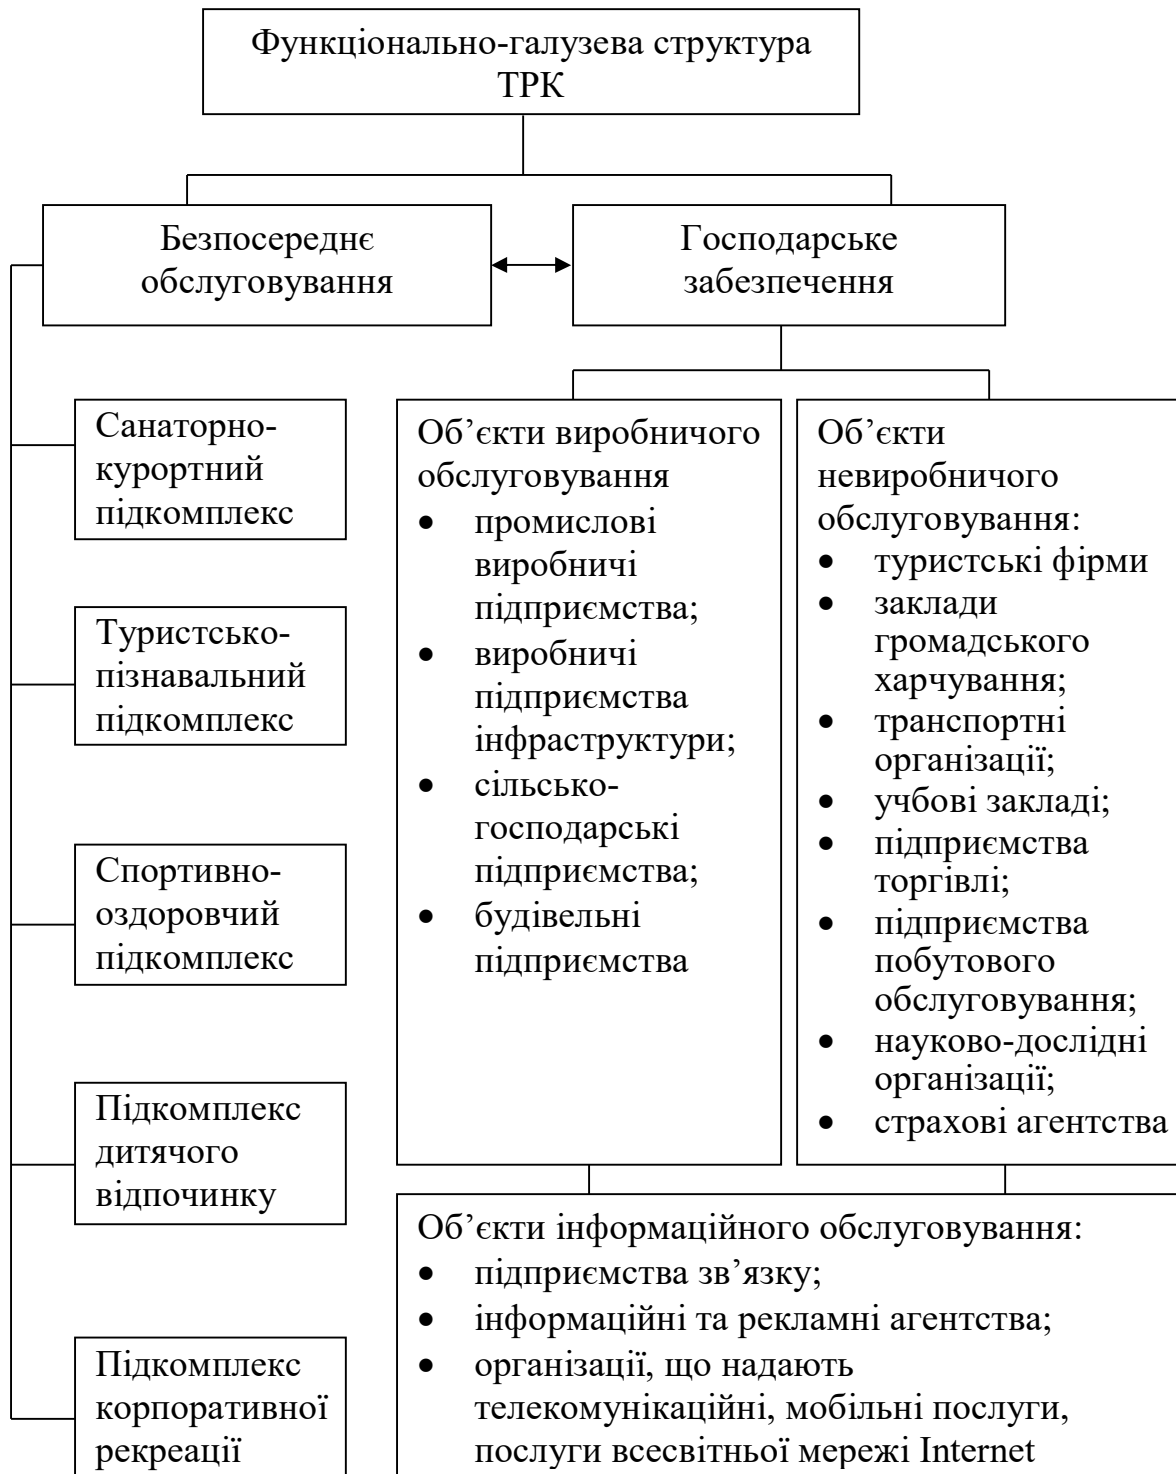 Функціонально-галузева структура
ТРК
Безпосереднє
обслуговування
Господарське
забезпечення
Санаторно-
курортний
підкомплекс
Туристсько-
пізнавальний
підкомплекс
Спортивно-
оздоровчий
підкомплекс
Підкомплекс
дитячого
відпочинку
Підкомплекс
корпоративної
рекреації
Об’єкти виробничого
обслуговування
• промислові
виробничі
підприємства;
• виробничі
підприємства
інфраструктури;
• сільсько-
господарські
підприємства;
• будівельні
підприємства
Об’єкти
невиробничого
обслуговування:
• туристські фірми
• заклади
громадського
харчування;
• транспортні
організації;
• учбові закладі;
• підприємства
торгівлі;
• підприємства
побутового
обслуговування;
• науково-дослідні
організації;
• страхові агентства
Об’єкти інформаційного обслуговування:
• підприємства зв’язку;
• інформаційні та рекламні агентства;
• організації, що надають
телекомунікаційні, мобільні послуги,
послуги всесвітньої мережі Internet